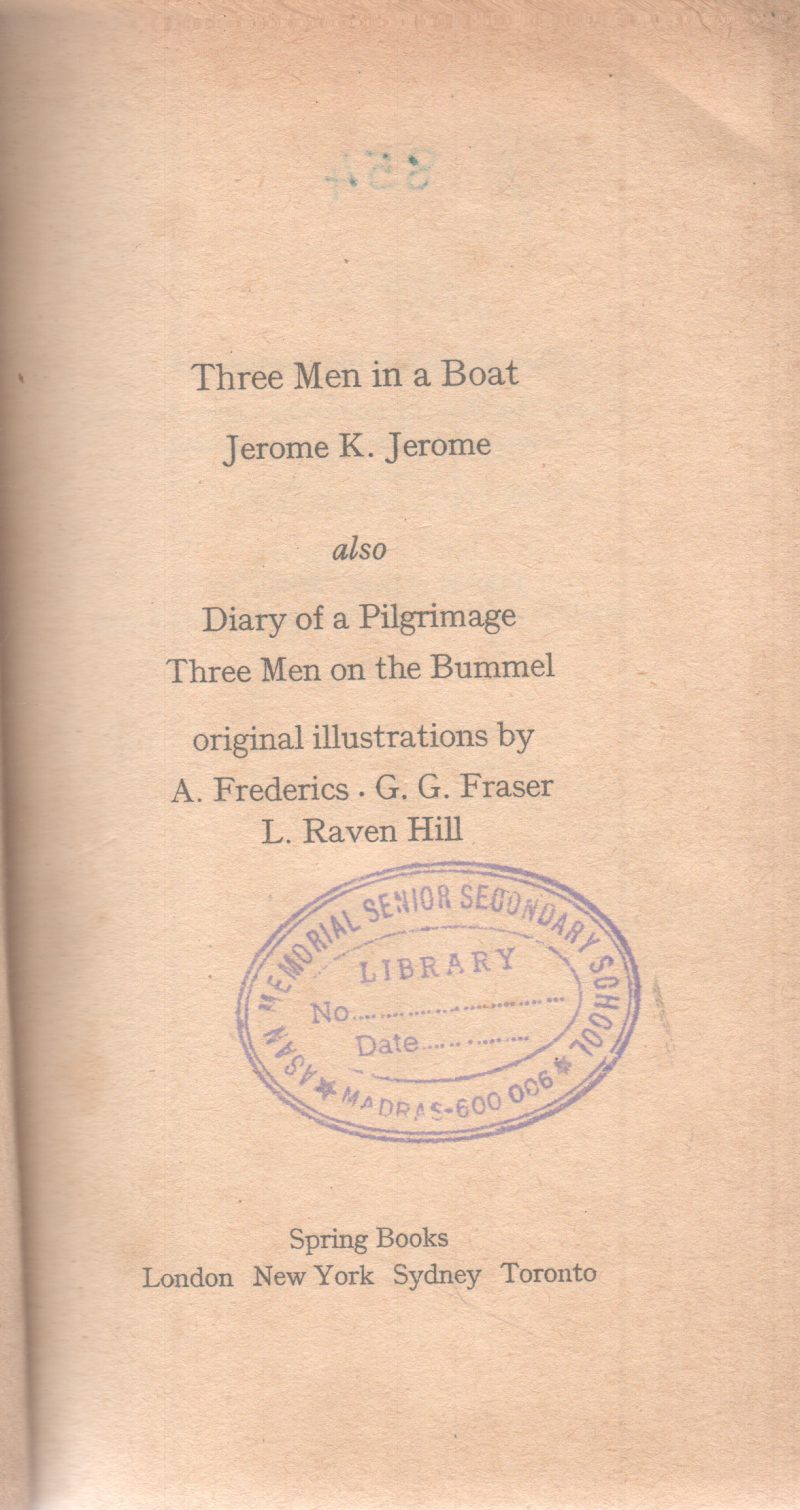 854
Three Men in a Boat
Jerome K. Jerome
also
Diary of a Pilgrimage
Three Men on the Bummel
original illustrations by
A. Frederics · G. G. Fraser
L. Raven Hill
ASAN MEMORIAL SENIOR SECONDARY SCHOOL
LIBRARY
No...........................
Date..............
★ MADRAS-600 006 ★
Spring Books
London New York Sydney Toronto